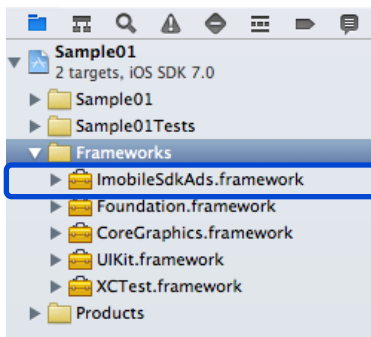 Sample01
2 targets, iOS SDK 7.0
Sample01
Sample01Tests
Frameworks
ImobileSdkAds.framework
Foundation.framework
CoreGraphics.framework
UIKit.framework
XCTest.framework
Products